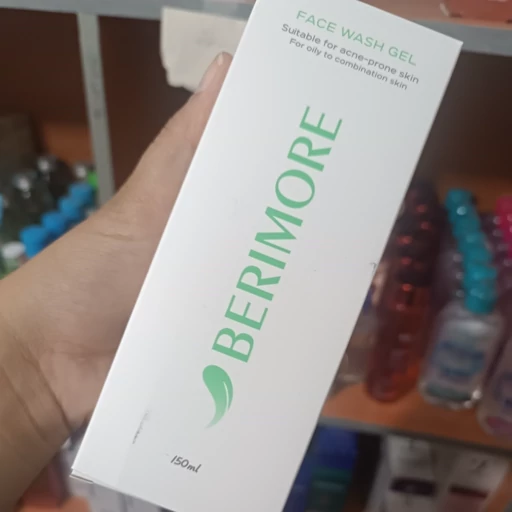 FACE WASH GEL
Suitable for acne-prone skin
For oily to combination skin
BERIMORE
150ml